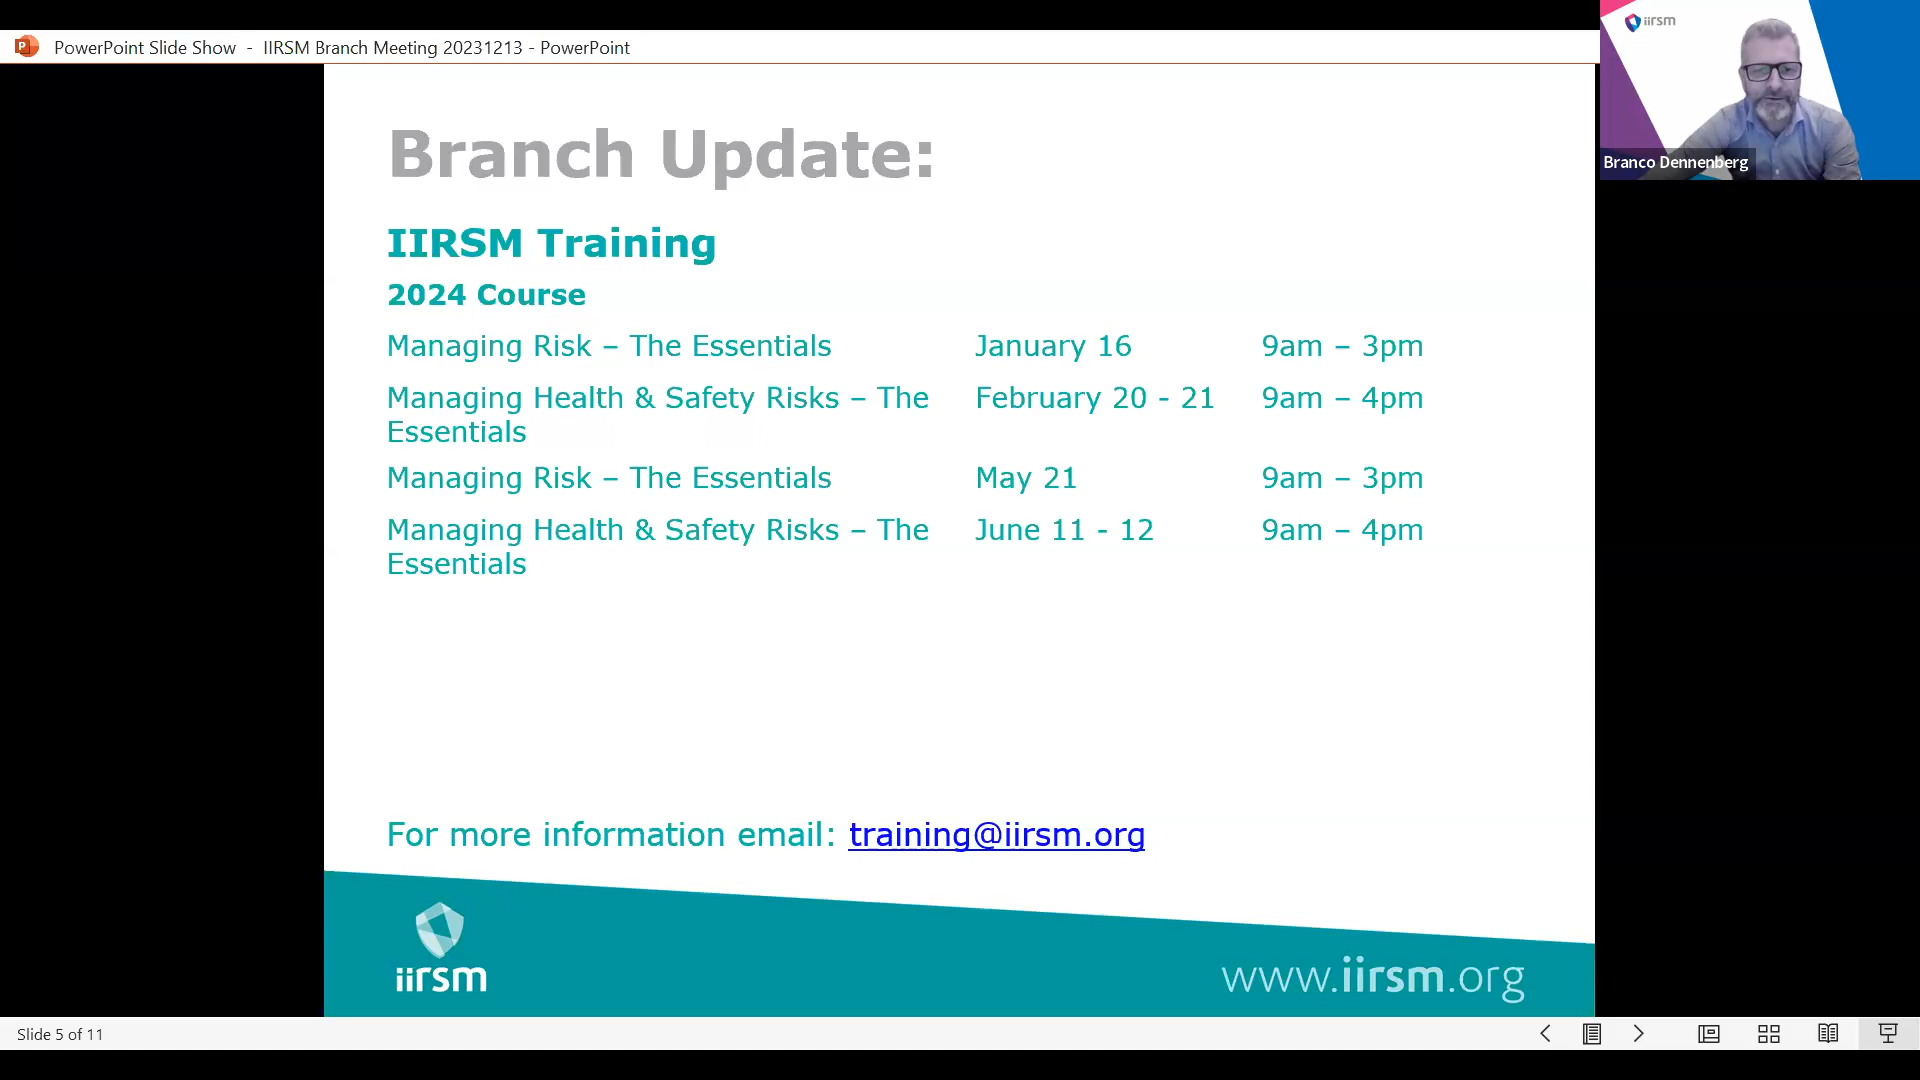 PowerPoint Slide Show - IIRSM Branch Meeting 20231213 - PowerPoint
iirsm
Branco Dennenberg
Branch Update:
IIRSM Training
2024 Course
Managing Risk – The Essentials January 16 9am – 3pm
Managing Health & Safety Risks – The February 20 - 21 9am – 4pm
Essentials
Managing Risk – The Essentials May 21 9am – 3pm
Managing Health & Safety Risks – The June 11 - 12 9am – 4pm
Essentials
For more information email: training@iirsm.org
iirsm
www.iirsm.org
Slide 5 of 11